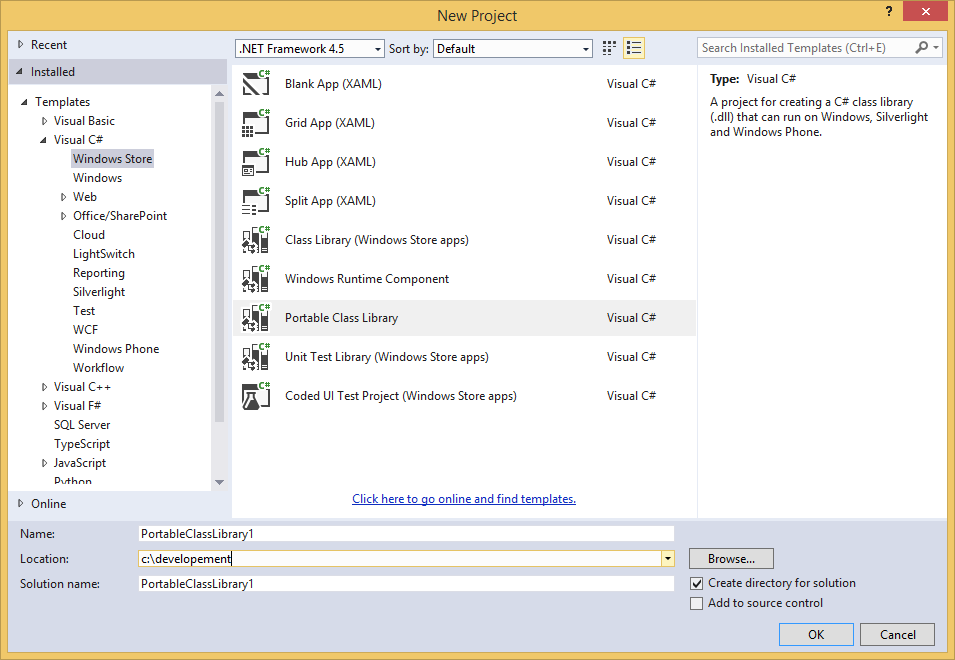 New Project
?
Recent
Installed
Templates
Visual Basic
Visual C#
Windows Store
Windows
Web
Office/SharePoint
Cloud
LightSwitch
Reporting
Silverlight
Test
WCF
Windows Phone
Workflow
Visual C++
Visual F#
SQL Server
TypeScript
JavaScript
Python
Online
.NET Framework 4.5 Sort by: Default
C# Blank App (XAML) Visual C#
C# Grid App (XAML) Visual C#
C# Hub App (XAML) Visual C#
C# Split App (XAML) Visual C#
C# Class Library (Windows Store apps) Visual C#
C# Windows Runtime Component Visual C#
C# Portable Class Library Visual C#
C# Unit Test Library (Windows Store apps) Visual C#
C# Coded UI Test Project (Windows Store apps) Visual C#
Click here to go online and find templates.
Search Installed Templates (Ctrl+E)
Type: Visual C#
A project for creating a C# class library
(.dll) that can run on Windows, Silverlight
and Windows Phone.
Name: PortableClassLibrary1
Location: c:\developement Browse...
Solution name: PortableClassLibrary1
Create directory for solution
Add to source control
OK Cancel